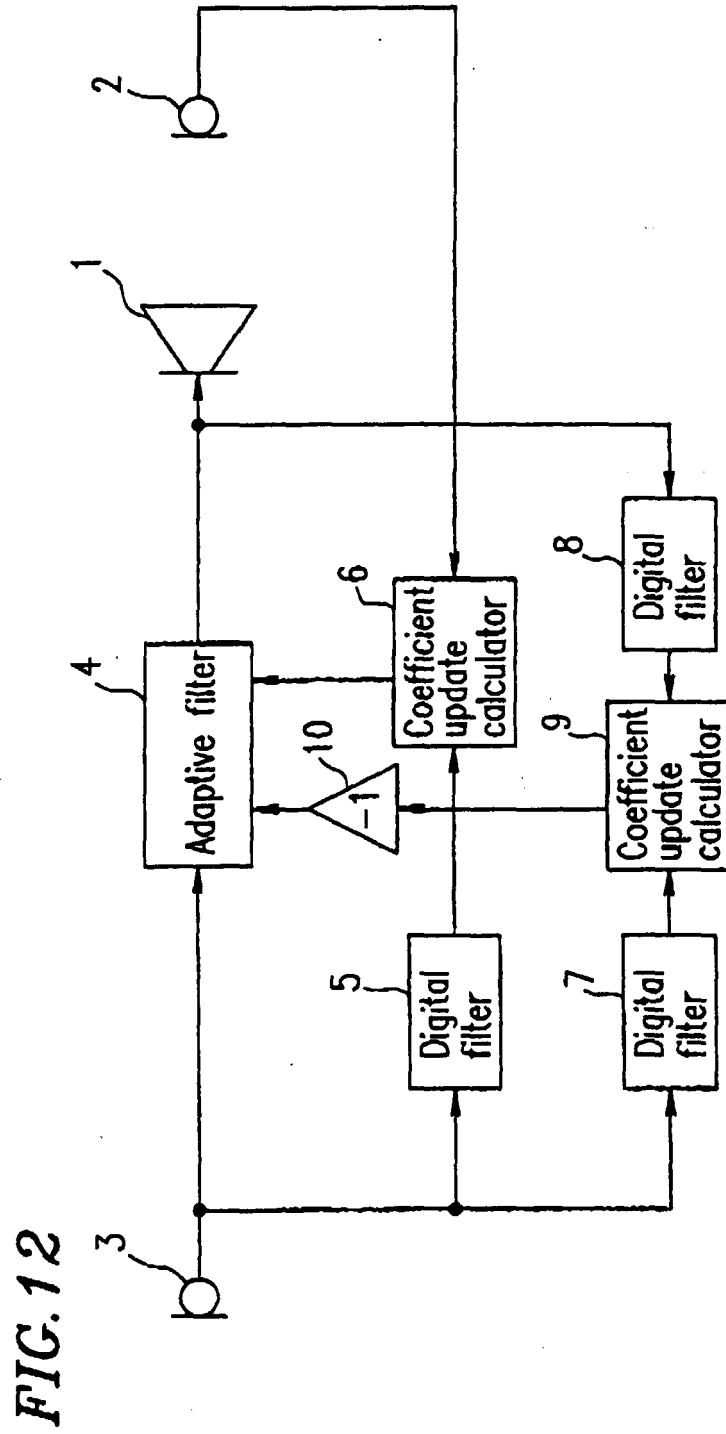 FIG. 12
3
4
Adaptive filter
1
2
10
-1
5
Digital
filter
6
Coefficient
update
calculator
7
Digital
filter
9
Coefficient
update
calculator
8
Digital
filter